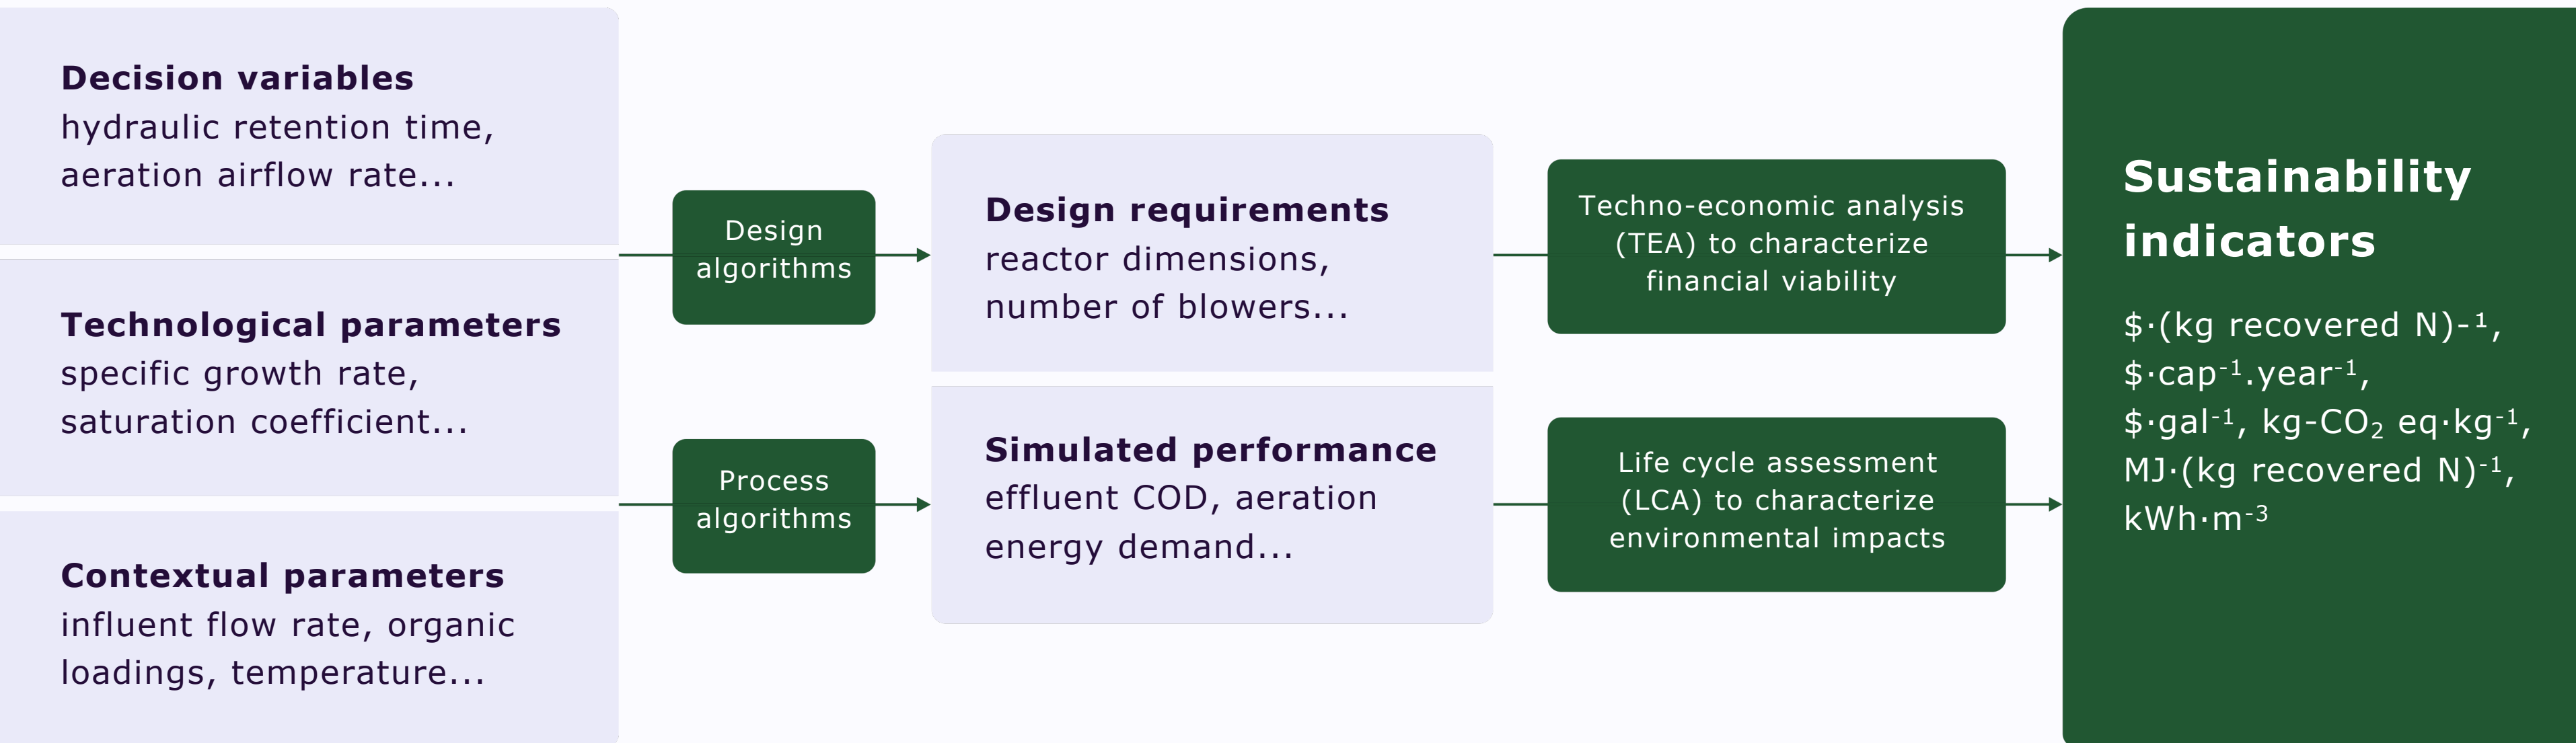 Decision variables
hydraulic retention time,
aeration airflow rate...
Technological parameters
specific growth rate,
saturation coefficient...
Contextual parameters
influent flow rate, organic
loadings, temperature...
Design
algorithms
Process
algorithms
Design requirements
reactor dimensions,
number of blowers...
Simulated performance
effluent COD, aeration
energy demand...
Techno-economic analysis
(TEA) to characterize
financial viability
Life cycle assessment
(LCA) to characterize
environmental impacts
Sustainability
indicators
$·(kg recovered N)-¹,
$·cap⁻¹.year⁻¹,
$·gal⁻¹, kg-CO₂ eq·kg⁻¹,
MJ·(kg recovered N)⁻¹,
kWh·m⁻³